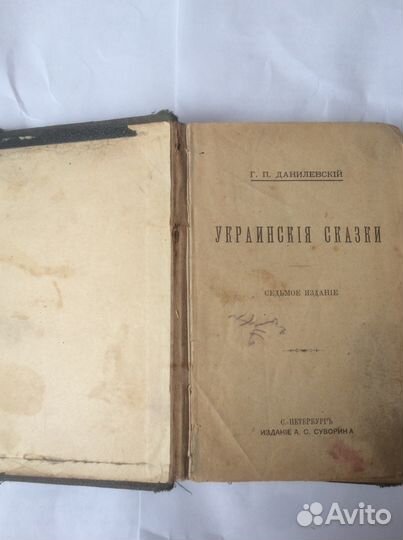 Г. П. ДАНИЛЕВСКІЙ
УКРАИНСКІЯ СКАЗКИ
СЕДЬМОЕ ИЗДАНІЕ
С.-ПЕТЕРБУРГЪ
ИЗДАНІЕ А. С. СУВОРИНА
Avito